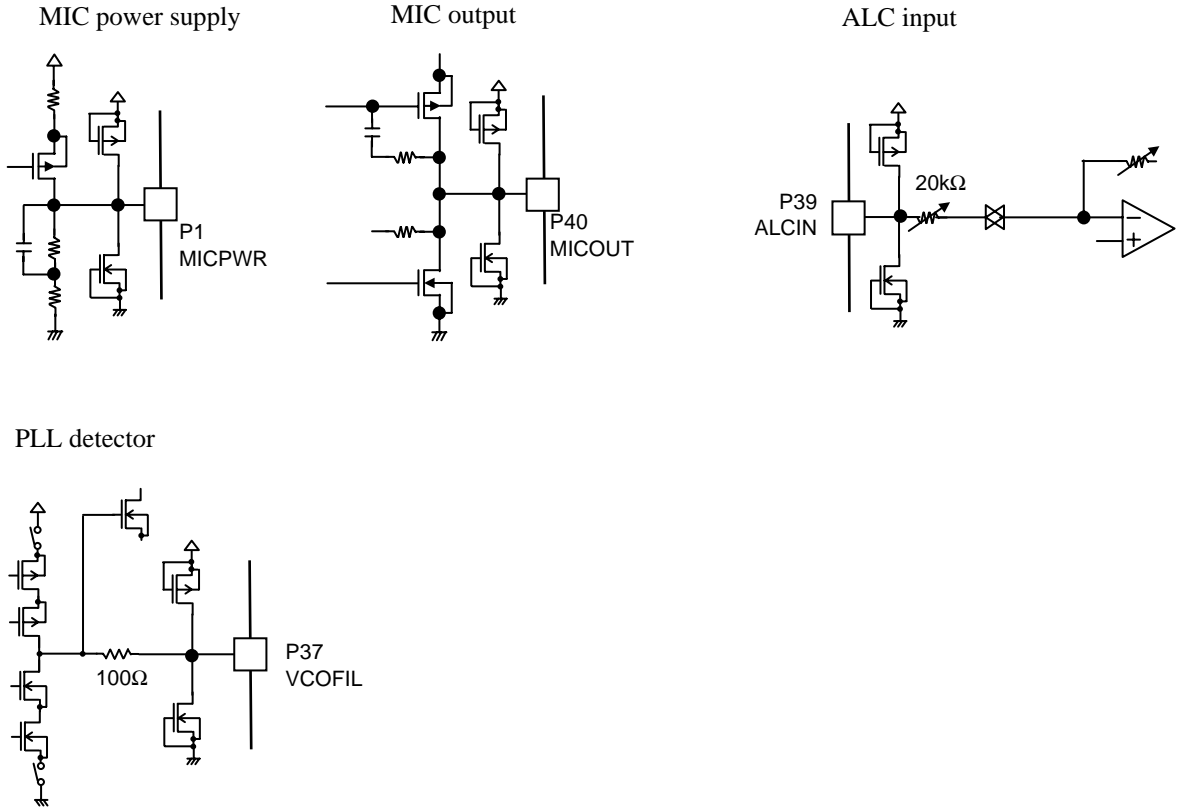 MIC power supply
MIC output
ALC input
P1
MICPWR
P40
MICOUT
P39
ALCIN
20kΩ
−
+
PLL detector
100Ω
P37
VCOFIL